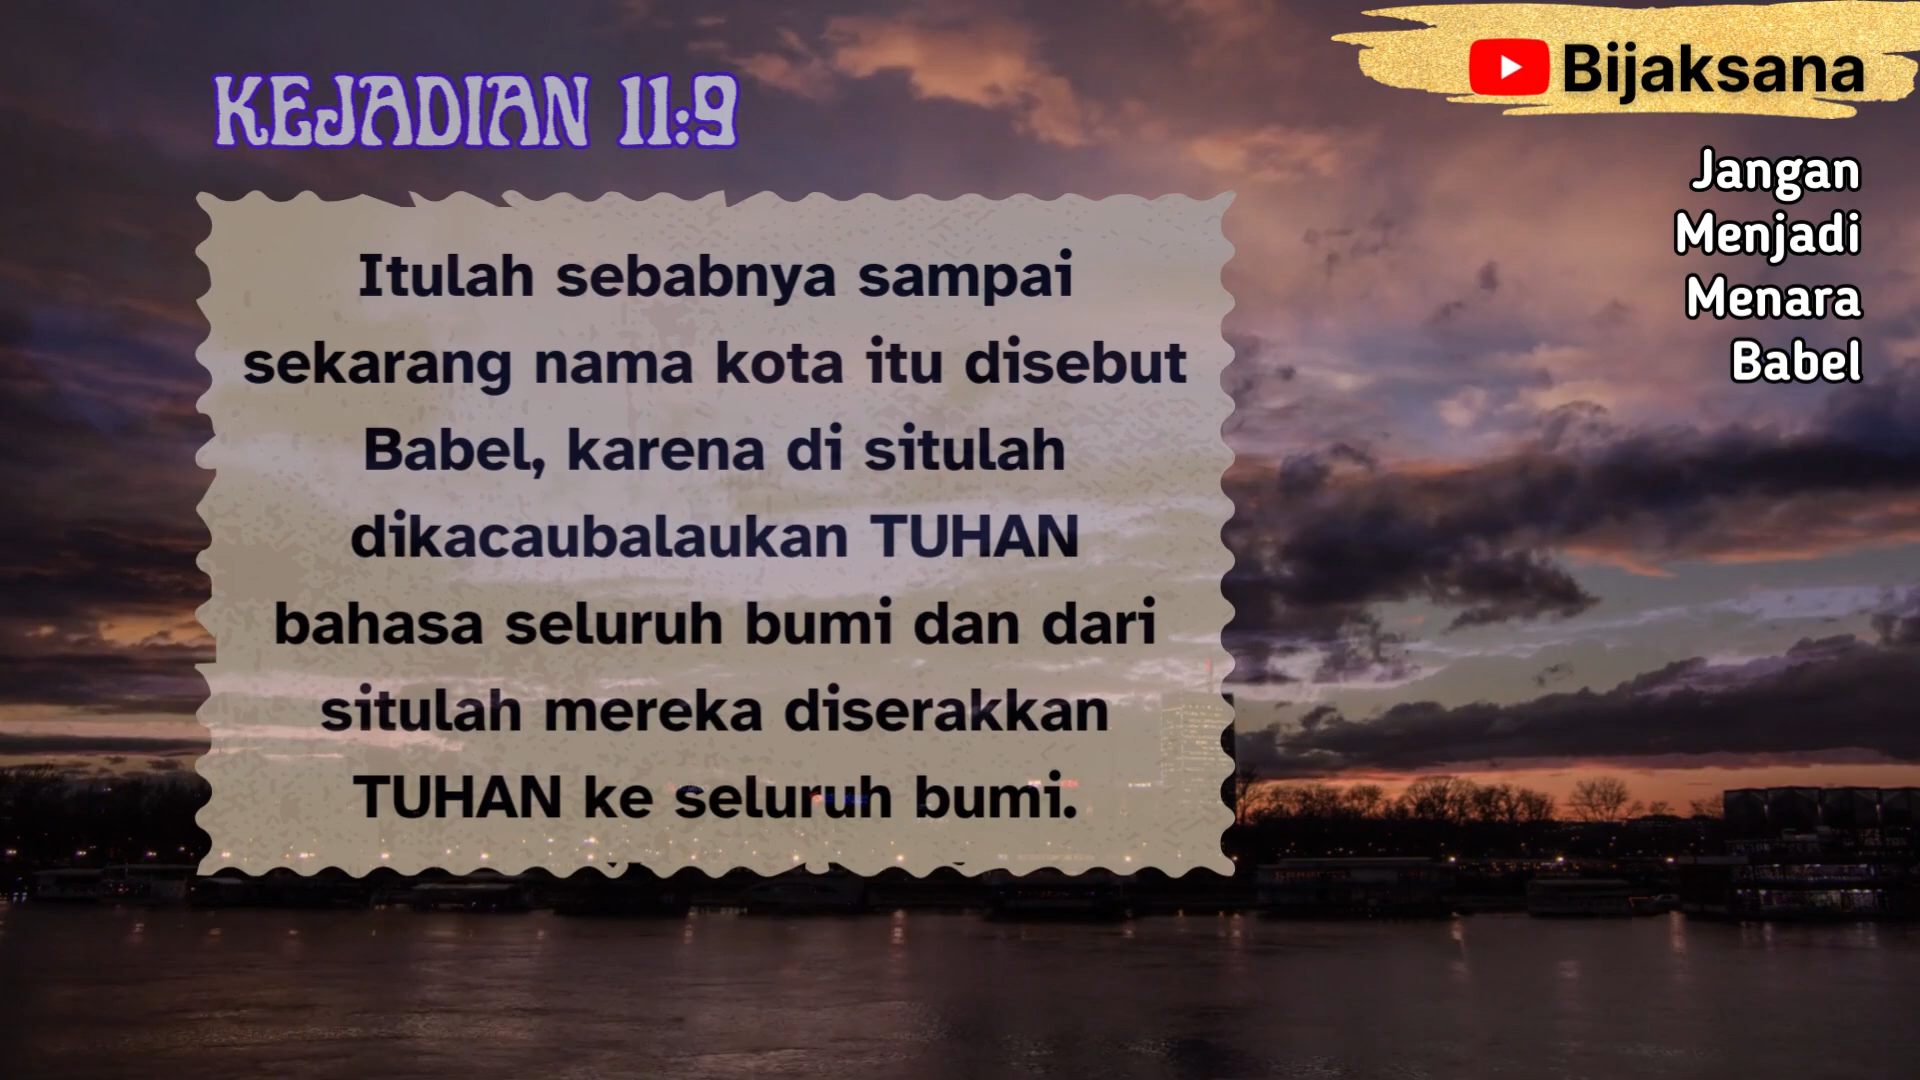 KEJADIAN 11:9
Bijaksana
Jangan
Menjadi
Menara
Babel
Itulah sebabnya sampai
sekarang nama kota itu disebut
Babel, karena di situlah
dikacaubalaukan TUHAN
bahasa seluruh bumi dan dari
situlah mereka diserakkan
TUHAN ke seluruh bumi.